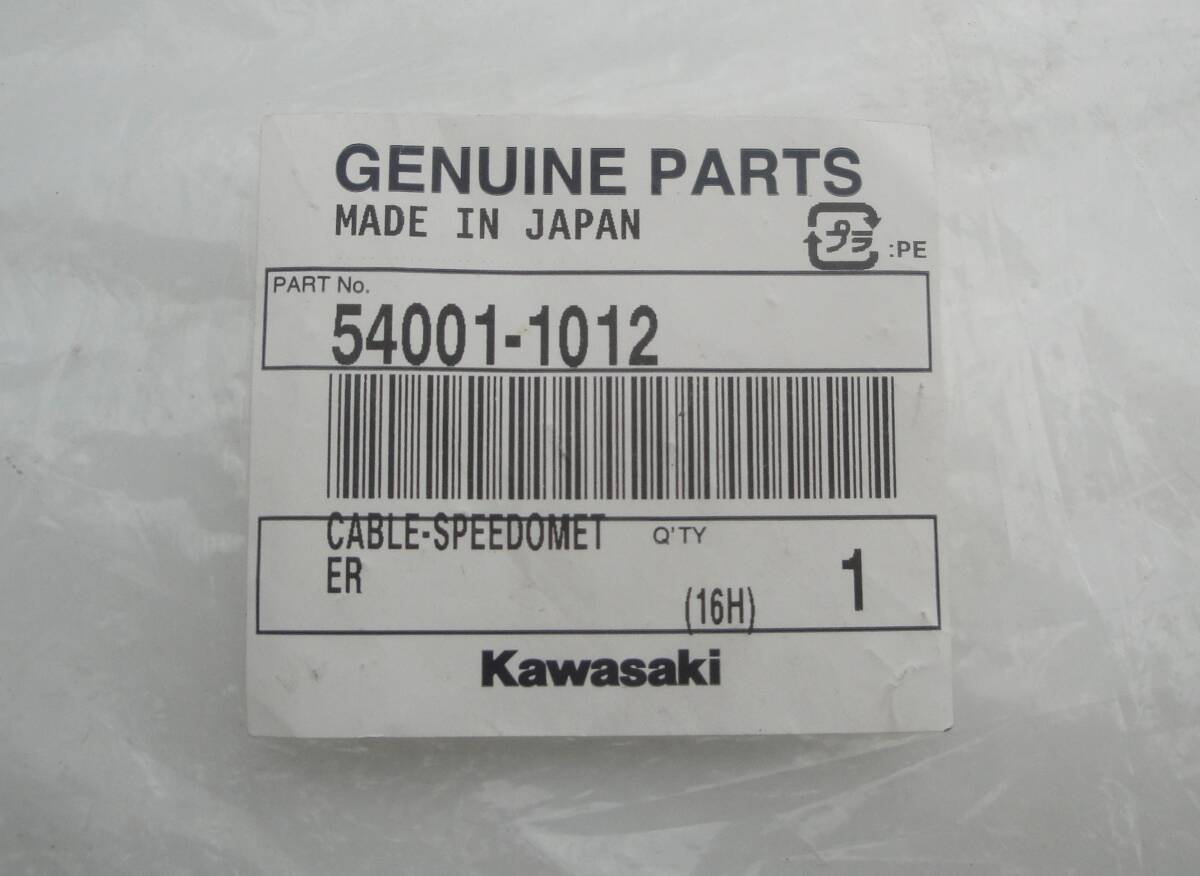 GENUINE PARTS
MADE IN JAPAN
プラ :PE
PART No.
54001-1012
CABLE-SPEEDOMET Q'TY
ER
(16H) 1
Kawasaki